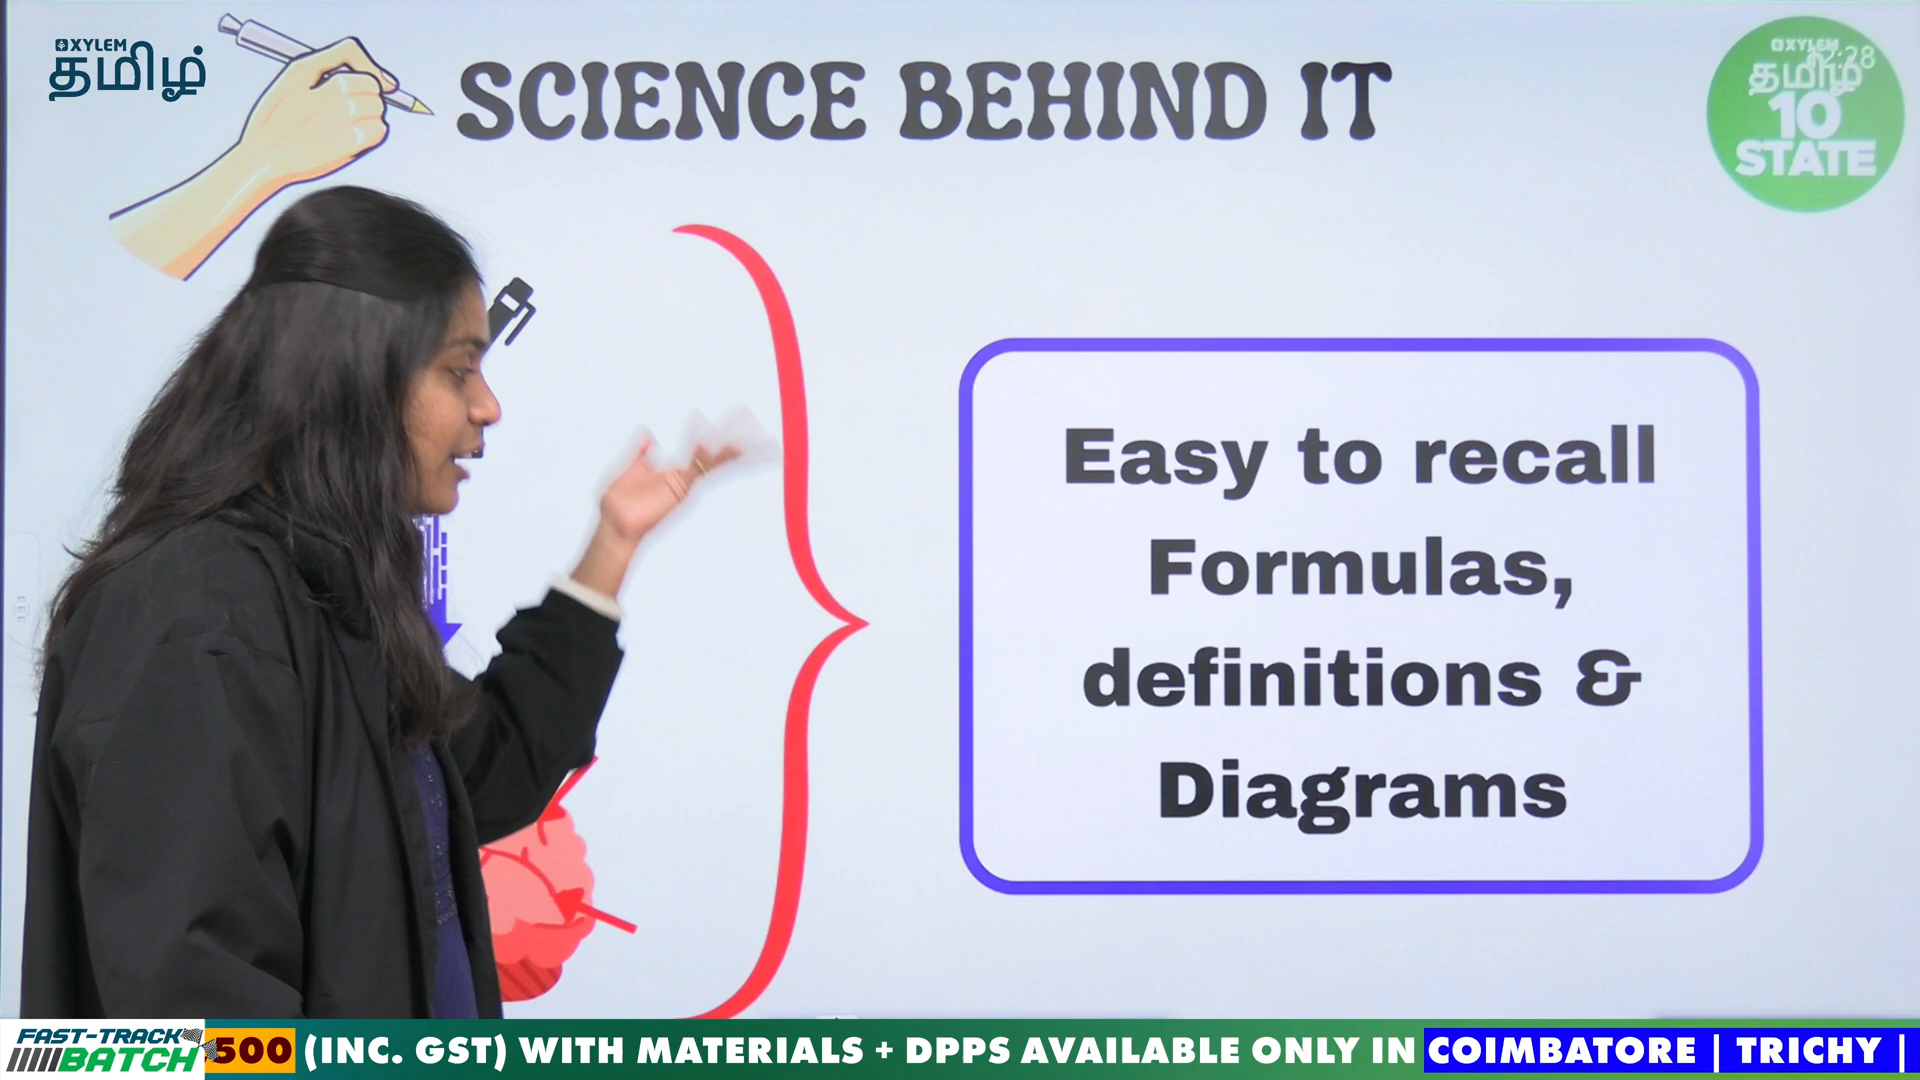 XYLEM
தமிழ்
SCIENCE BEHIND IT
XYLEM
தமிழ்
10
STATE
Easy to recall
Formulas,
definitions &
Diagrams
FAST-TRACK
BATCH
500 (INC. GST) WITH MATERIALS + DPPS AVAILABLE ONLY IN COIMBATORE | TRICHY |